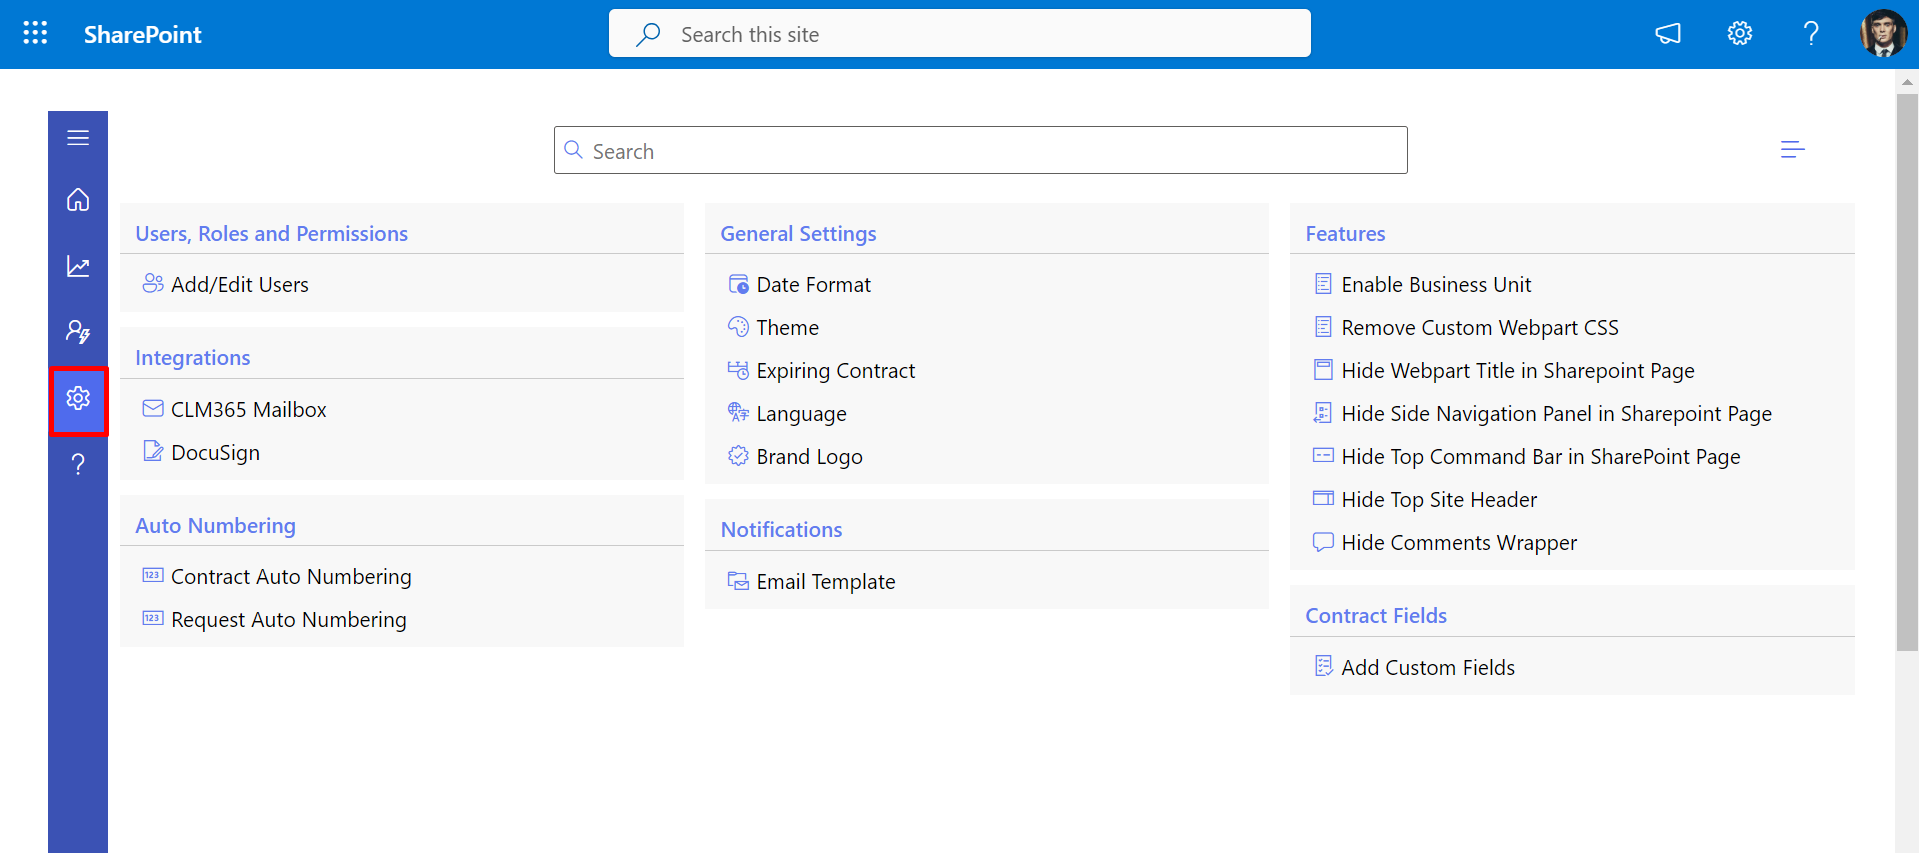 SharePoint
Search this site
Search
Users, Roles and Permissions
Add/Edit Users
Integrations
CLM365 Mailbox
DocuSign
Auto Numbering
123 Contract Auto Numbering
123 Request Auto Numbering
General Settings
Date Format
Theme
Expiring Contract
Language
Brand Logo
Notifications
Email Template
Features
Enable Business Unit
Remove Custom Webpart CSS
Hide Webpart Title in Sharepoint Page
Hide Side Navigation Panel in Sharepoint Page
Hide Top Command Bar in SharePoint Page
Hide Top Site Header
Hide Comments Wrapper
Contract Fields
Add Custom Fields